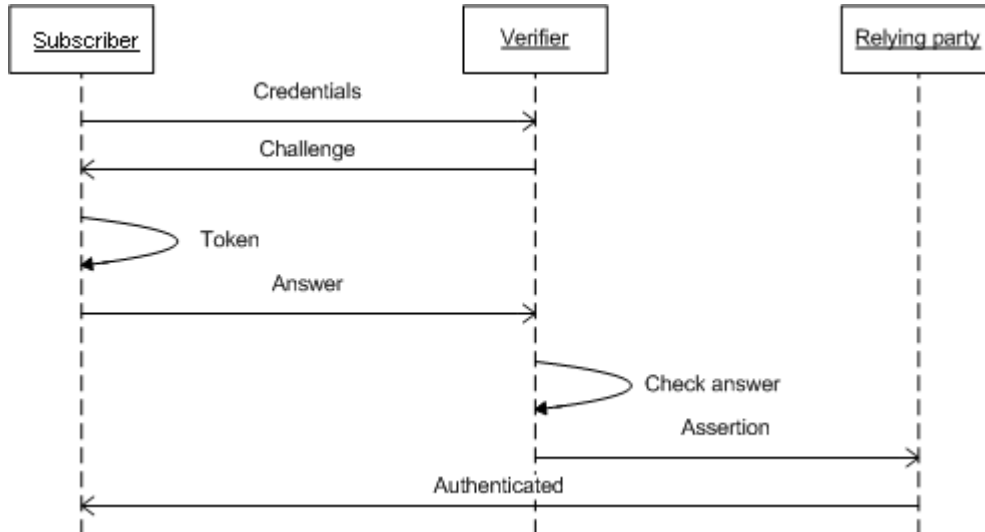 Subscriber
Verifier
Relying party
Credentials
Challenge
Token
Answer
Check answer
Assertion
Authenticated